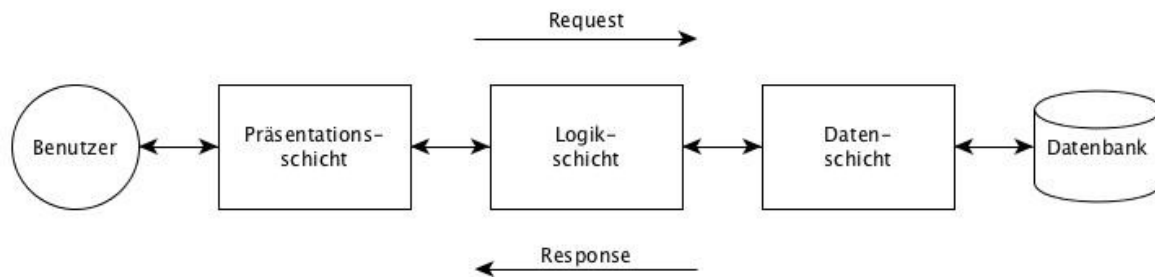 Request
Benutzer
Präsentations-
schicht
Logik-
schicht
Daten-
schicht
Datenbank
Response